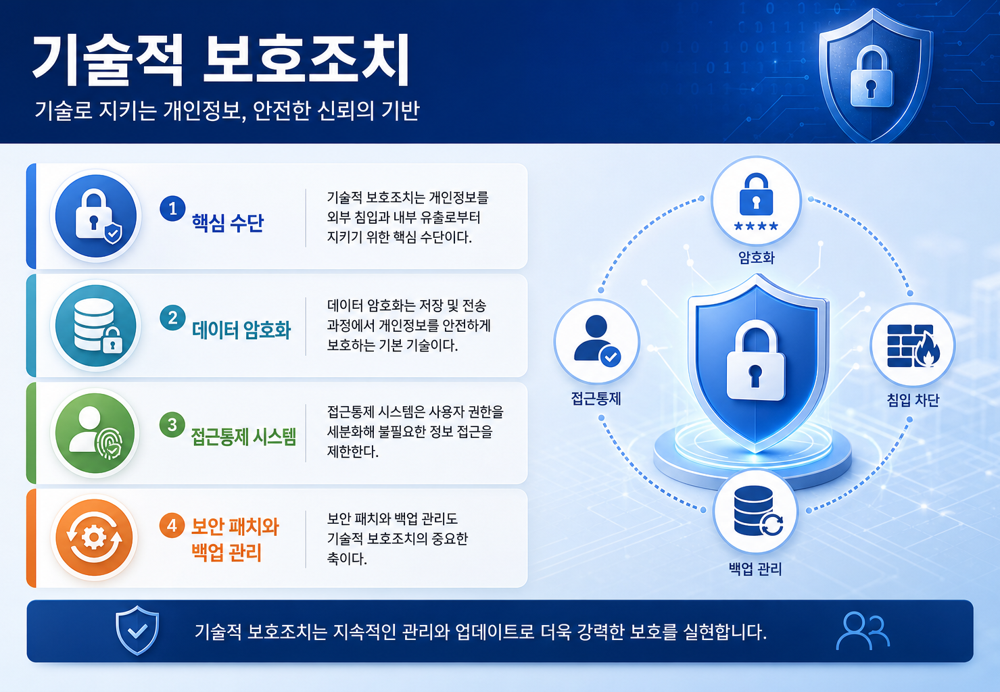 기술적 보호조치
기술로 지키는 개인정보, 안전한 신뢰의 기반
1 핵심 수단
기술적 보호조치는 개인정보를
외부 침입과 내부 유출로부터
지키기 위한 핵심 수단이다.
2 데이터 암호화
데이터 암호화는 저장 및 전송
과정에서 개인정보를 안전하게
보호하는 기본 기술이다.
3 접근통제 시스템
접근통제 시스템은 사용자 권한을
세분화해 불필요한 정보 접근을
제한한다.
4 보안 패치와
백업 관리
보안 패치와 백업 관리도
기술적 보호조치의 중요한
축이다.
****
암호화
접근통제
침입 차단
백업 관리
기술적 보호조치는 지속적인 관리와 업데이트로 더욱 강력한 보호를 실현합니다.